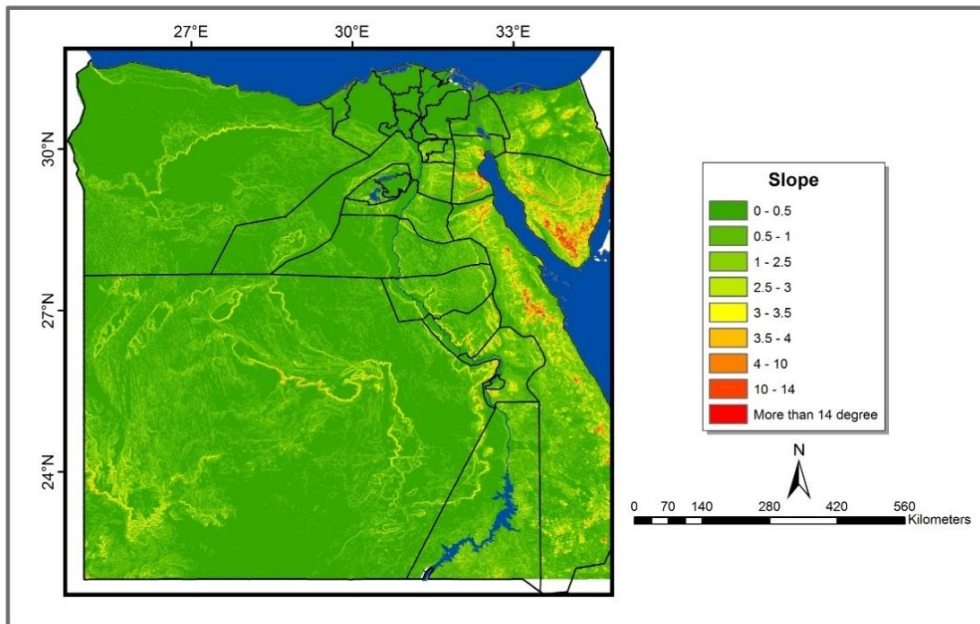 27°E 30°E 33°E
30°N
27°N
24°N
Slope
0 - 0.5
0.5 - 1
1 - 2.5
2.5 - 3
3 - 3.5
3.5 - 4
4 - 10
10 - 14
More than 14 degree
N
0 70 140 280 420 560
Kilometers